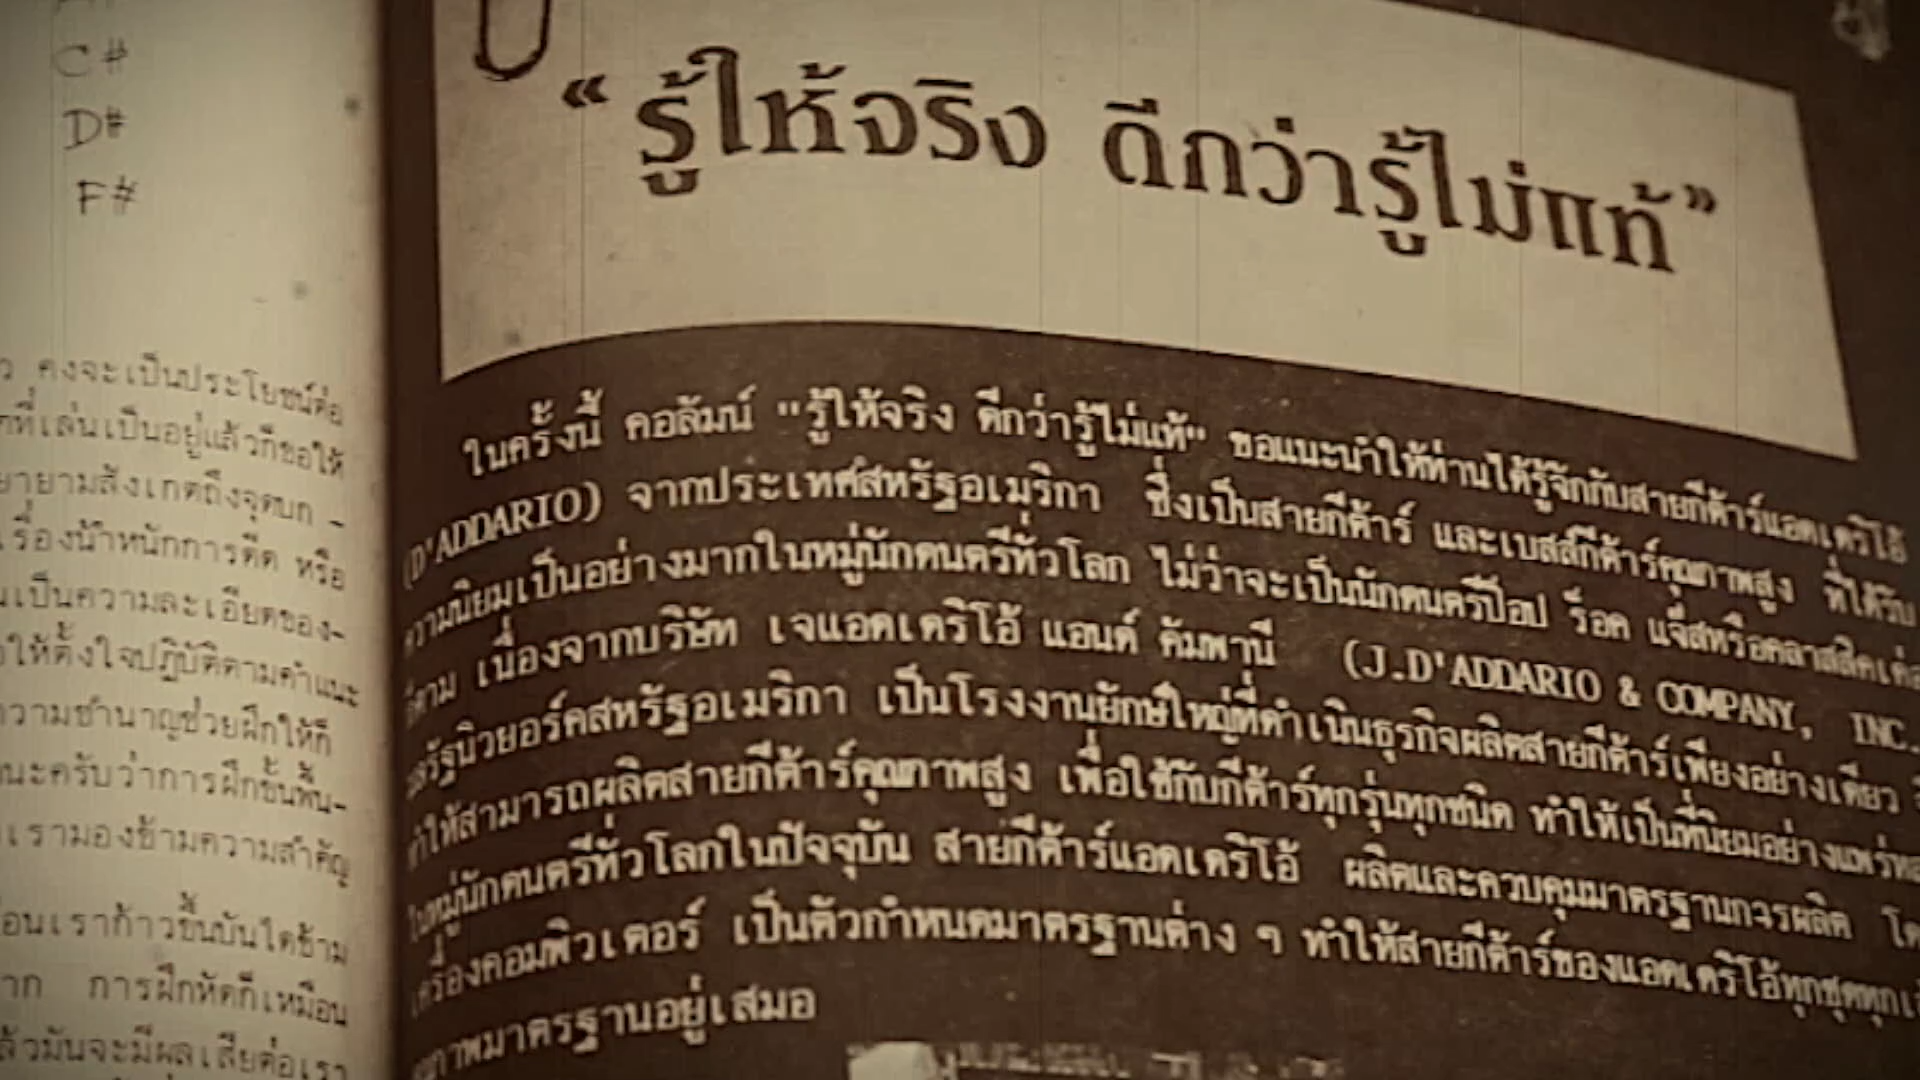 C#
D#
F#
คงจะเป็นประโยชน์ต่อ
ที่เล่นเป็นอยู่แล้วก็ขอให้
ยายามสังเกตถึงจุดบก -
เรื่องน้ำหนักการดีด หรือ
เป็นความละเอียดของ-
ให้ตั้งใจปฏิบัติตามคำแนะ
ความชำนาญช่วยฝึกให้ก็
นะครับว่าการฝึกขั้นพื้น-
เรามองข้ามความสำคัญ
อนเราก้าวขึ้นบันไดข้าม
าก การฝึกหัดก็เหมือน
ล้วมันจะมีผลเสียต่อเรา
“รู้ให้จริง ดีกว่ารู้ไม่แท้”
ในครั้งนี้ คอลัมน์ "รู้ให้จริง ดีกว่ารู้ไม่แท้" ขอแนะนำให้ท่านได้รู้จักกับสายกีต้าร์แอดเดริโอ้
(D'ADDARIO) จากประเทศสหรัฐอเมริกา ซึ่งเป็นสายกีต้าร์ และเบสส์กีต้าร์คุณภาพสูง ที่ได้รับ
ความนิยมเป็นอย่างมากในหมู่นักดนตรีทั่วโลก ไม่ว่าจะเป็นนักดนตรีป๊อป ร็อค แจ๊สหรือคลาสสิค
ก็ตาม เนื่องจากบริษัท เจแอดเดริโอ้ แอนด์ คัมพานี (J.D'ADDARIO & COMPANY, INC.
รัฐนิวยอร์คสหรัฐอเมริกา เป็นโรงงานยักษ์ใหญ่ที่ดำเนินธุรกิจผลิตสายกีต้าร์เพียงอย่างเดียว
ทำให้สามารถผลิตสายกีต้าร์คุณภาพสูง เพื่อใช้กับกีต้าร์ทุกรุ่นทุกชนิด ทำให้เป็นที่นิยมอย่างแพร่หล
ในหมู่นักดนตรีทั่วโลกในปัจจุบัน สายกีต้าร์แอดเดริโอ้ ผลิตและควบคุมมาตรฐานการผลิต โด
เครื่องคอมพิวเตอร์ เป็นตัวกำหนดมาตรฐานต่าง ๆ ทำให้สายกีต้าร์ของแอดเดริโอ้ทุกชุดทุก
คุณภาพมาตรฐานอยู่เสมอ